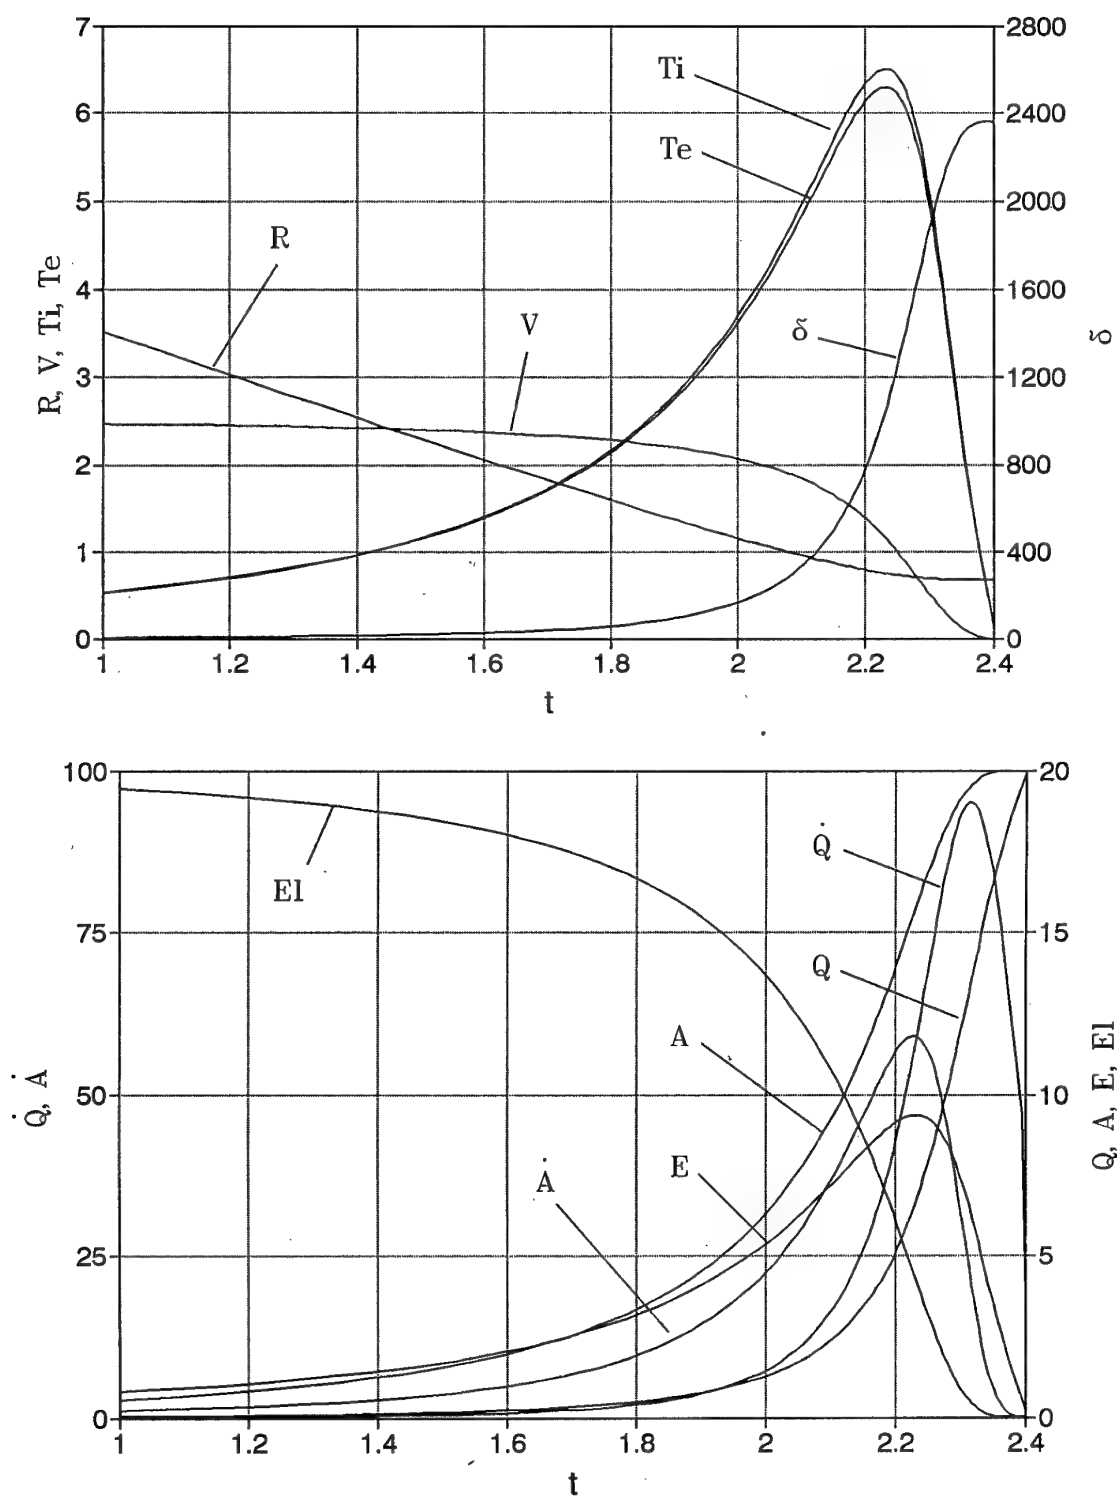 7 2800
Ti
6 2400
Te
5 2000
R
4 1600
V
δ
R, V, Ti, Te
δ
3 1200
2 800
1 400
0 0
1 1.2 1.4 1.6 1.8 2 2.2 2.4
t
100 20
Q̇
El
75 15
Q
A
Q̇, Ȧ
Q, A, E, El
50 10
E
Ȧ
25 5
0 0
1 1.2 1.4 1.6 1.8 2 2.2 2.4
t